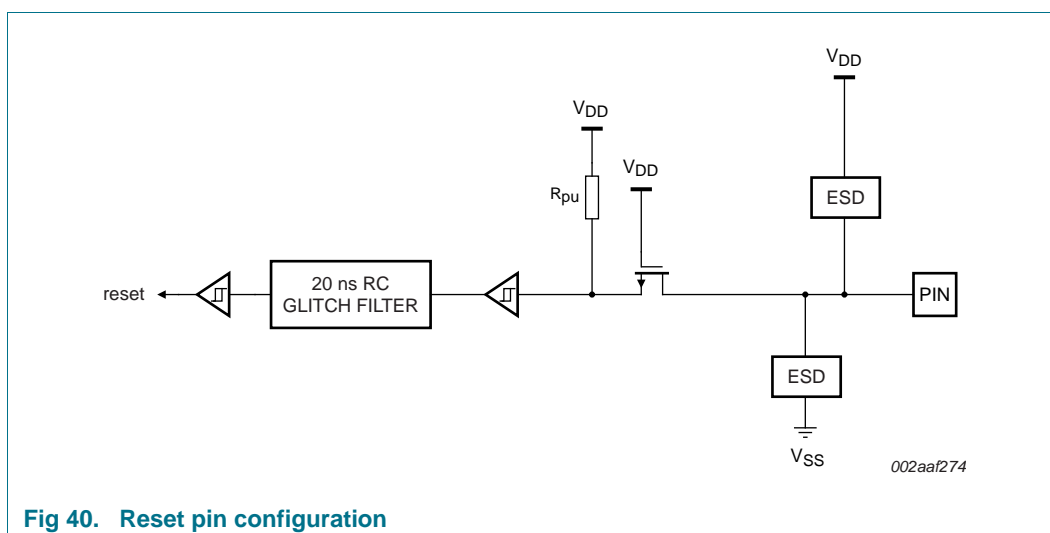 VDD
VDD
VDD
Rpu
ESD
reset
20 ns RC
GLITCH FILTER
PIN
ESD
VSS
002aaf274
Fig 40. Reset pin configuration